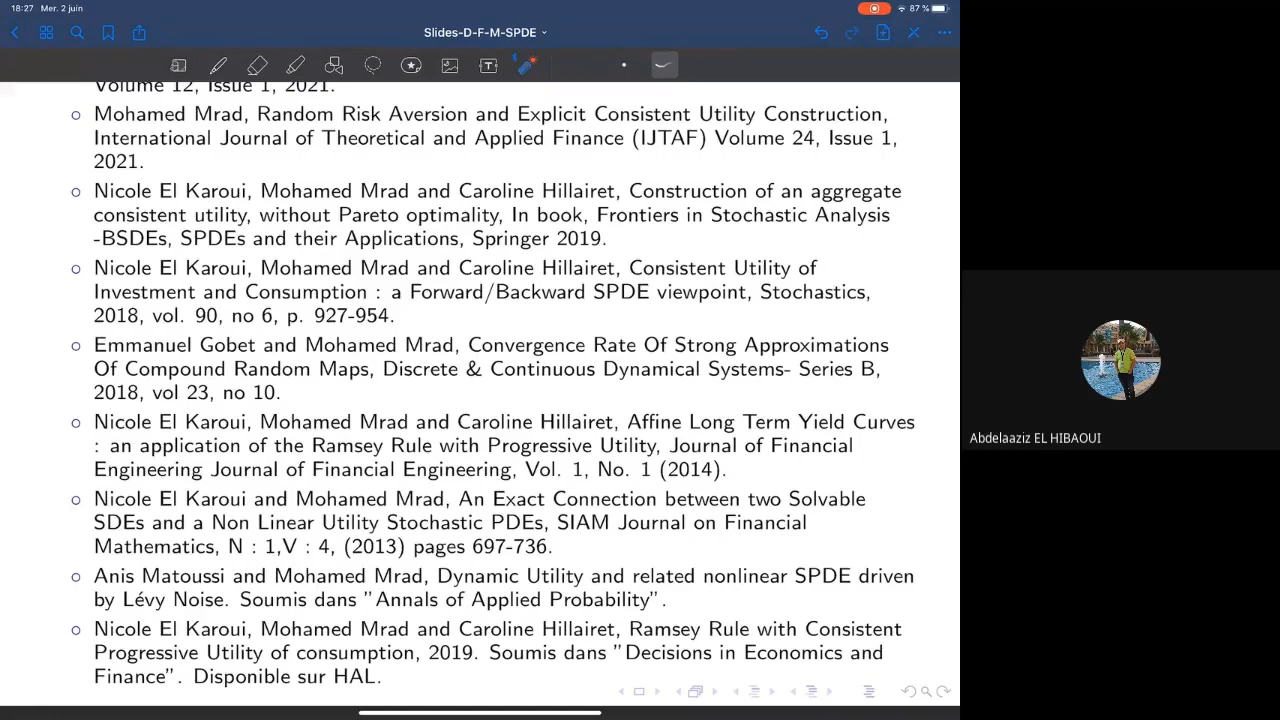 18:27 Mer. 2 juin
87 %
Slides-D-F-M-SPDE
T
Volume 12, Issue 1, 2021.
Mohamed Mrad, Random Risk Aversion and Explicit Consistent Utility Construction,
International Journal of Theoretical and Applied Finance (IJTAF) Volume 24, Issue 1,
2021.
Nicole El Karoui, Mohamed Mrad and Caroline Hillairet, Construction of an aggregate
consistent utility, without Pareto optimality, In book, Frontiers in Stochastic Analysis
-BSDEs, SPDEs and their Applications, Springer 2019.
Nicole El Karoui, Mohamed Mrad and Caroline Hillairet, Consistent Utility of
Investment and Consumption : a Forward/Backward SPDE viewpoint, Stochastics,
2018, vol. 90, no 6, p. 927-954.
Emmanuel Gobet and Mohamed Mrad, Convergence Rate Of Strong Approximations
Of Compound Random Maps, Discrete & Continuous Dynamical Systems- Series B,
2018, vol 23, no 10.
Nicole El Karoui, Mohamed Mrad and Caroline Hillairet, Affine Long Term Yield Curves
: an application of the Ramsey Rule with Progressive Utility, Journal of Financial
Engineering Journal of Financial Engineering, Vol. 1, No. 1 (2014).
Nicole El Karoui and Mohamed Mrad, An Exact Connection between two Solvable
SDEs and a Non Linear Utility Stochastic PDEs, SIAM Journal on Financial
Mathematics, N : 1,V : 4, (2013) pages 697-736.
Anis Matoussi and Mohamed Mrad, Dynamic Utility and related nonlinear SPDE driven
by Lévy Noise. Soumis dans "Annals of Applied Probability".
Nicole El Karoui, Mohamed Mrad and Caroline Hillairet, Ramsey Rule with Consistent
Progressive Utility of consumption, 2019. Soumis dans "Decisions in Economics and
Finance". Disponible sur HAL.
Abdelaaziz EL HIBAOUI